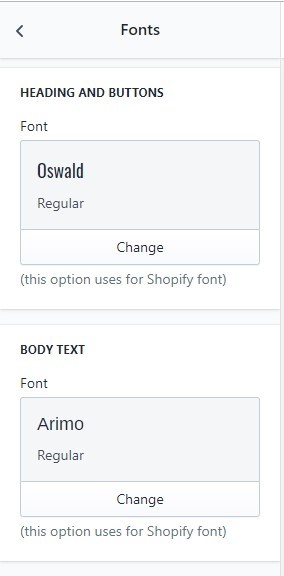 Fonts
HEADING AND BUTTONS
Font
Oswald
Regular
Change
(this option uses for Shopify font)
BODY TEXT
Font
Arimo
Regular
Change
(this option uses for Shopify font)